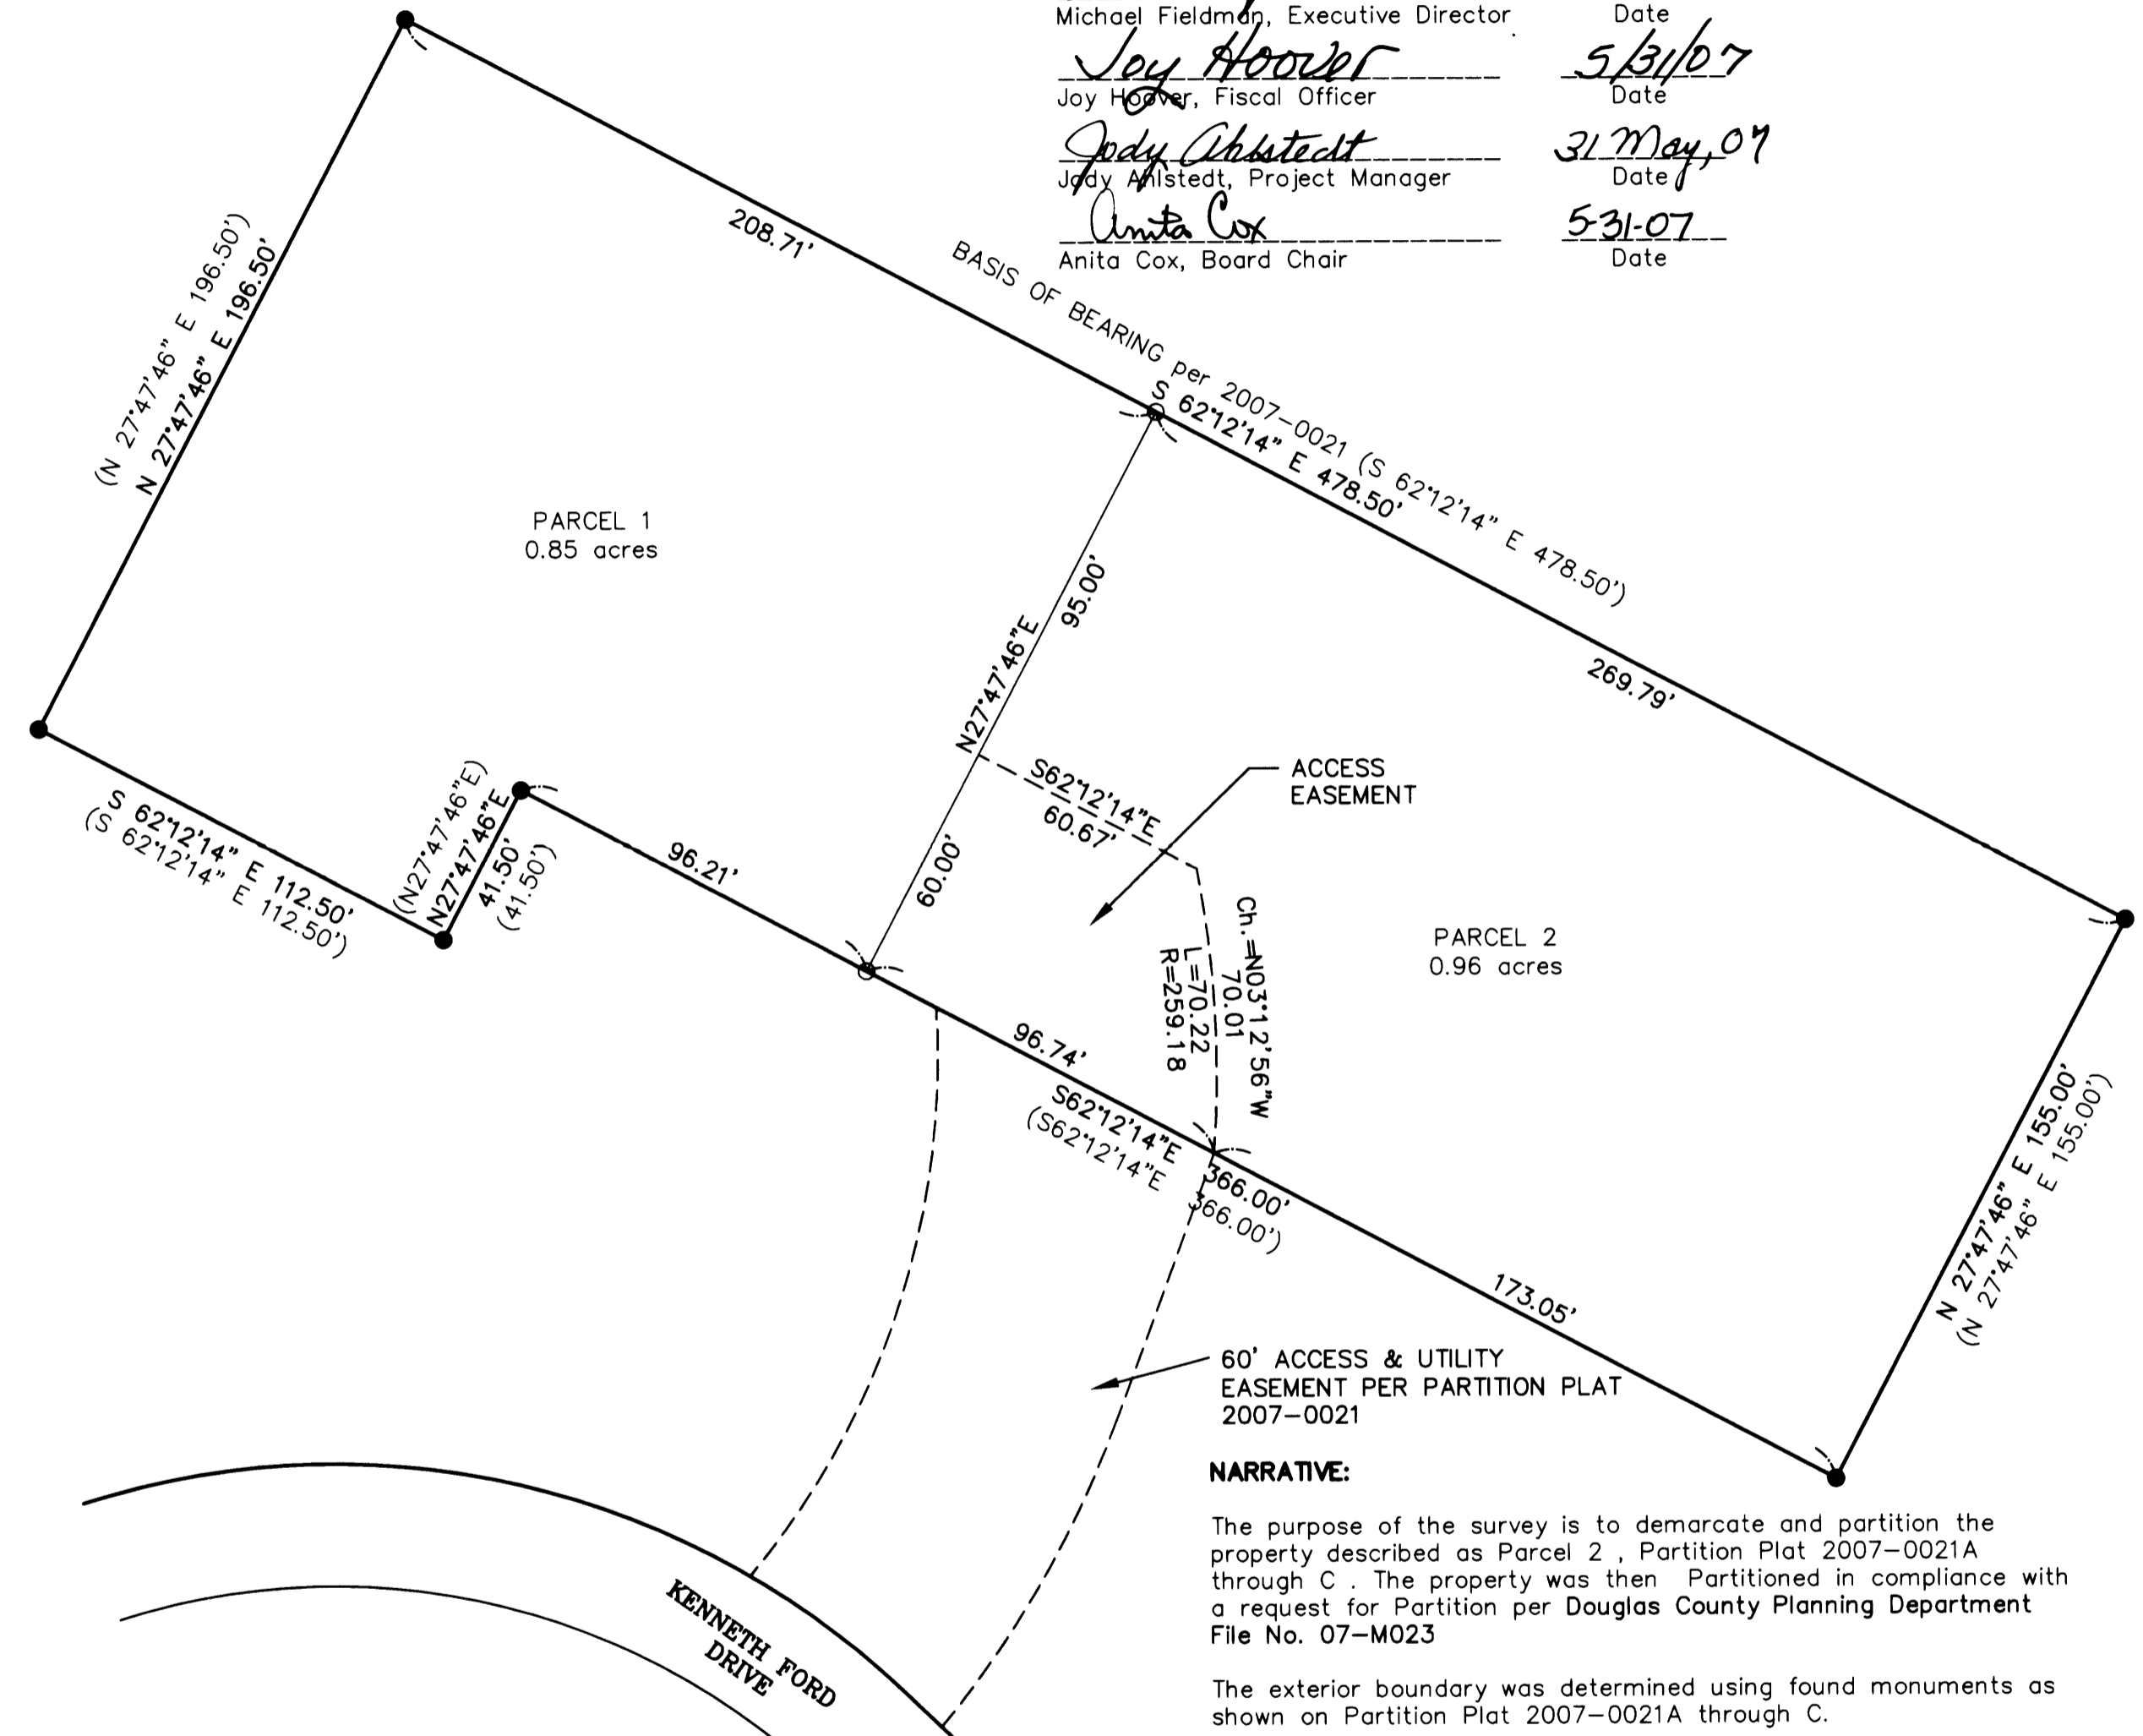 Michael Fieldman, Executive Director
Date
Joy Hoover
5/31/07
Joy Hoover, Fiscal Officer
Date
Jody Ahlstedt
31 May, 07
Jody Ahlstedt, Project Manager
Date
Anita Cox
5-31-07
Anita Cox, Board Chair
Date
208.71'
BASIS OF BEARING per 2007-0021 (S 62°12'14" E 478.50')
S 62°12'14" E 478.50'
(N 27°47'46" E 196.50')
N 27°47'46" E 196.50'
PARCEL 1
0.85 acres
95.00'
N27°47'46"E
60.00'
269.79'
S62°12'14"E
60.67'
ACCESS
EASEMENT
S 62°12'14" E 112.50'
(S 62°12'14" E 112.50')
(N27°47'46"E)
N27°47'46"E
41.50'
(41.50')
96.21'
Ch.=N03°12'56"W
70.01
L=70.22
R=259.18
PARCEL 2
0.96 acres
96.74'
S62°12'14"E 366.00'
(S62°12'14"E 366.00')
173.05'
N 27°47'46" E 155.00'
(N 27°47'46" E 155.00')
60' ACCESS & UTILITY
EASEMENT PER PARTITION PLAT
2007-0021
KENNETH FORD
DRIVE
NARRATIVE:
The purpose of the survey is to demarcate and partition the
property described as Parcel 2 , Partition Plat 2007-0021A
through C . The property was then Partitioned in compliance with
a request for Partition per Douglas County Planning Department
File No. 07-M023
The exterior boundary was determined using found monuments as
shown on Partition Plat 2007-0021A through C.